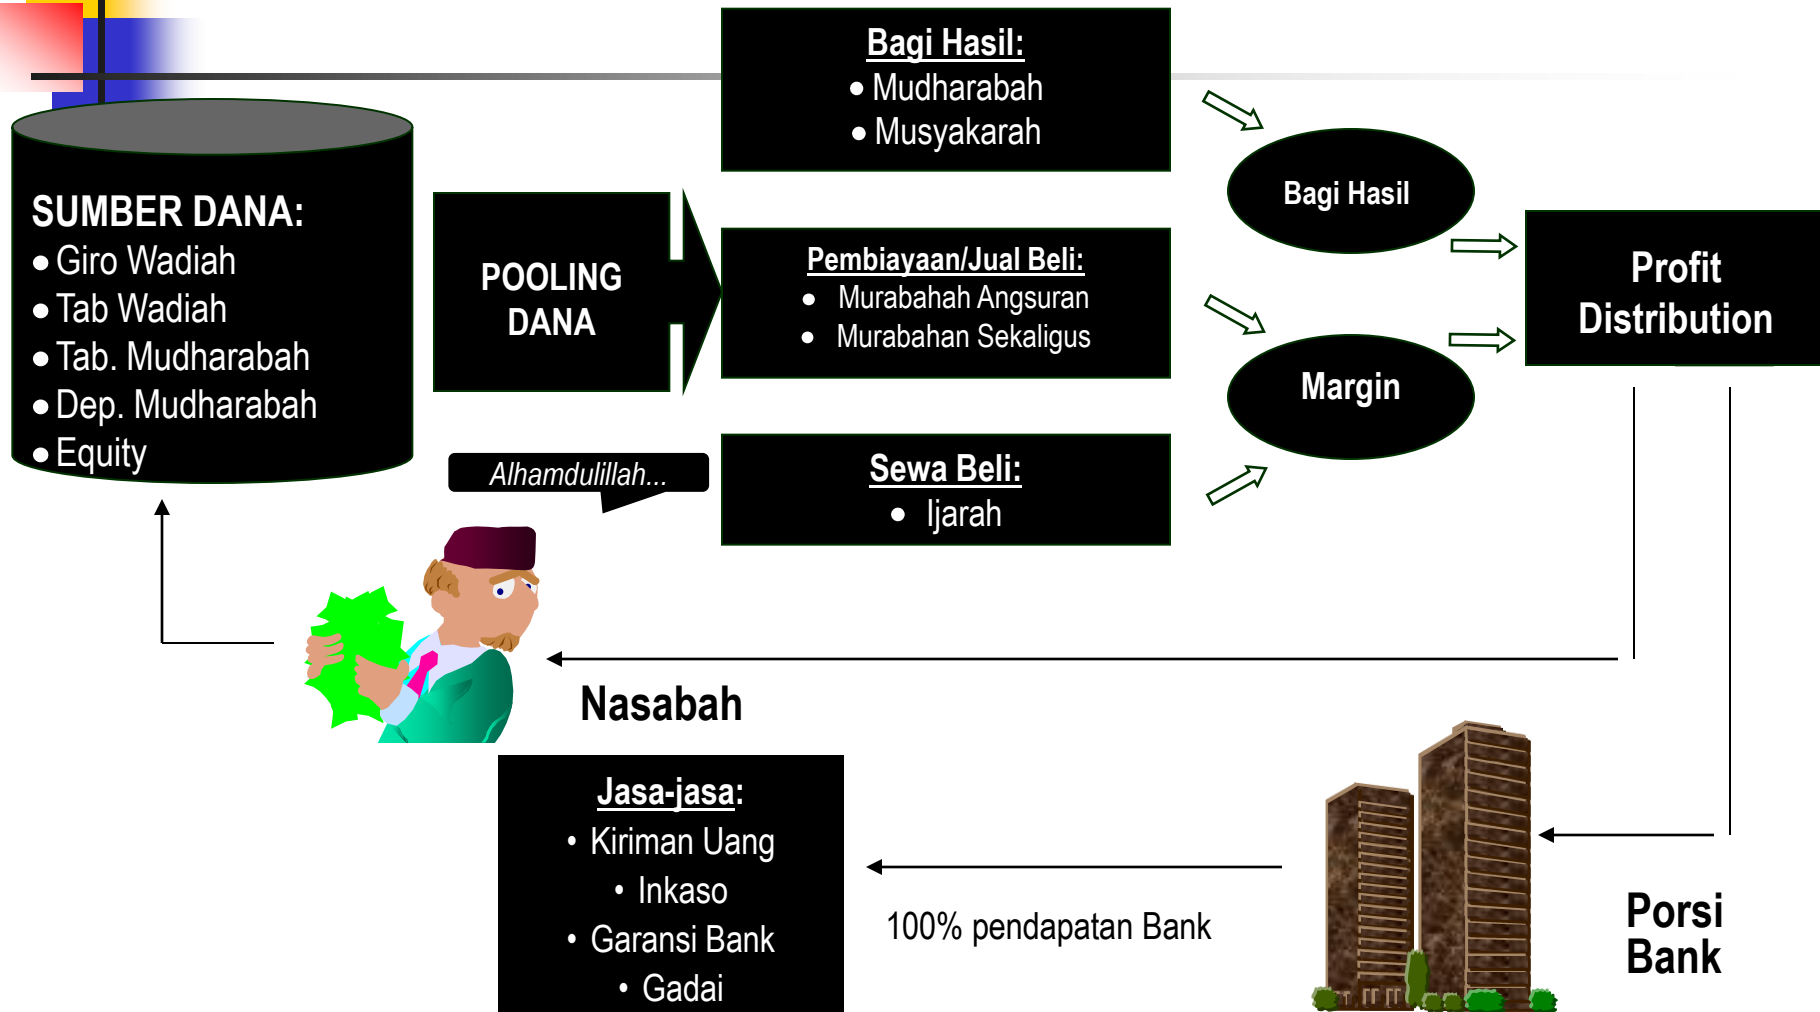 SUMBER DANA:
● Giro Wadiah
● Tab Wadiah
● Tab. Mudharabah
● Dep. Mudharabah
● Equity
POOLING
DANA
Bagi Hasil:
● Mudharabah
● Musyakarah
Pembiayaan/Jual Beli:
● Murabahah Angsuran
● Murabahan Sekaligus
Sewa Beli:
● Ijarah
Bagi Hasil
Margin
Profit
Distribution
Alhamdulillah...
Nasabah
Jasa-jasa:
• Kiriman Uang
• Inkaso
• Garansi Bank
• Gadai
100% pendapatan Bank
Porsi
Bank